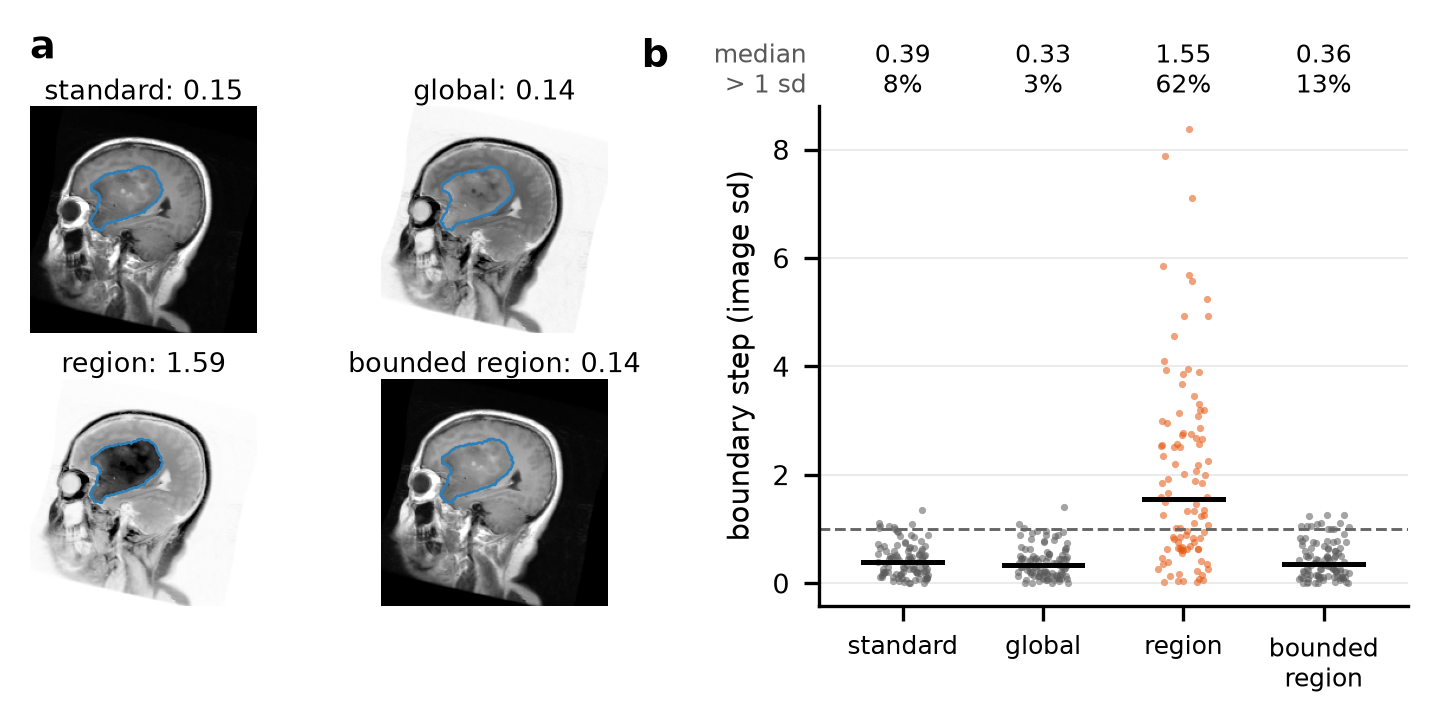 a
standard: 0.15
global: 0.14
region: 1.59
bounded region: 0.14
b
median 0.39 0.33 1.55 0.36
> 1 sd 8% 3% 62% 13%
boundary step (image sd)
8
6
4
2
0
standard global region bounded
region